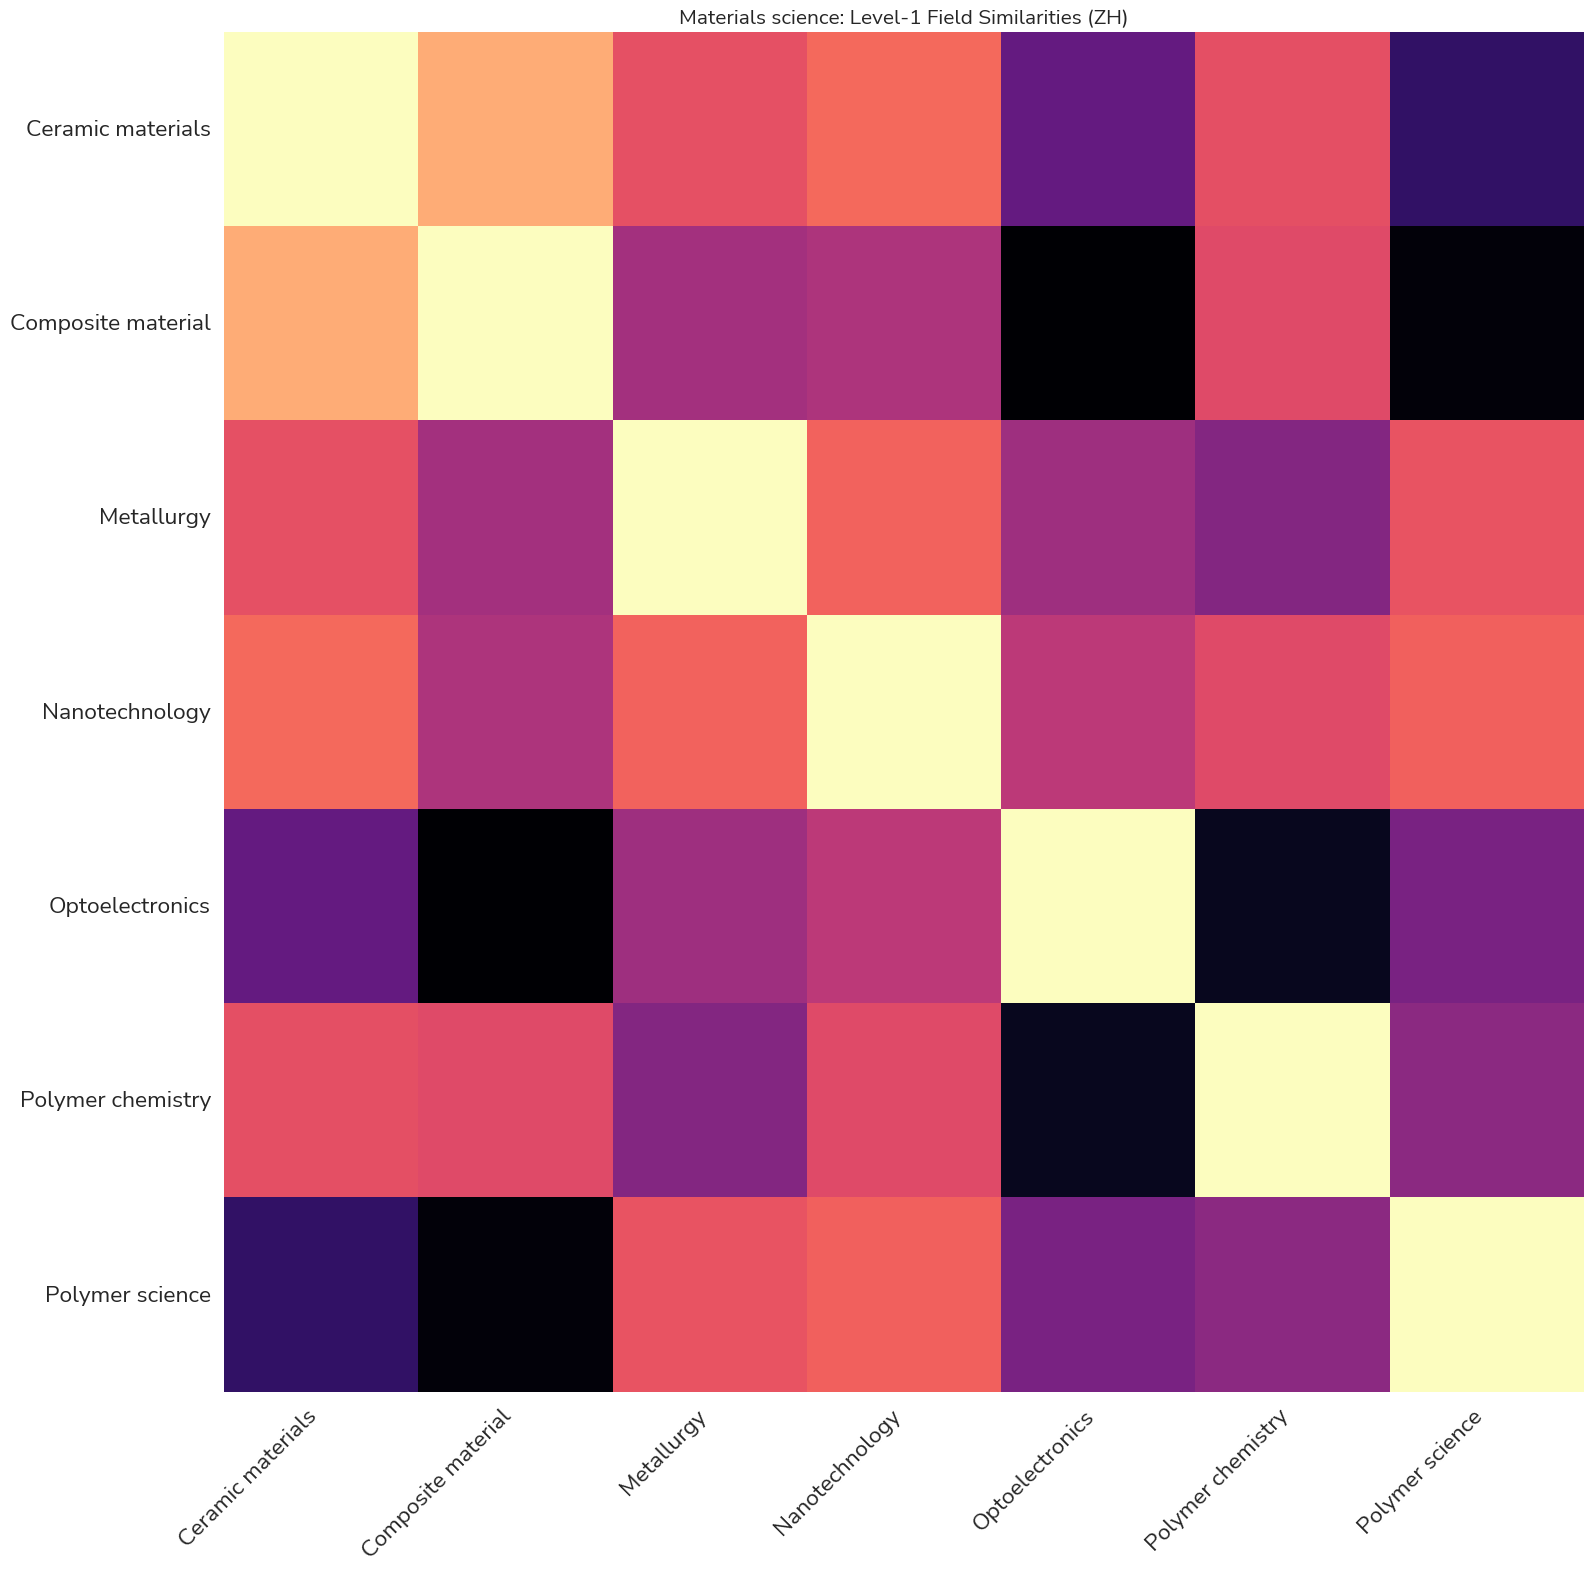 Materials science: Level-1 Field Similarities (ZH)
Ceramic materials
Composite material
Metallurgy
Nanotechnology
Optoelectronics
Polymer chemistry
Polymer science
Ceramic materials
Composite material
Metallurgy
Nanotechnology
Optoelectronics
Polymer chemistry
Polymer science